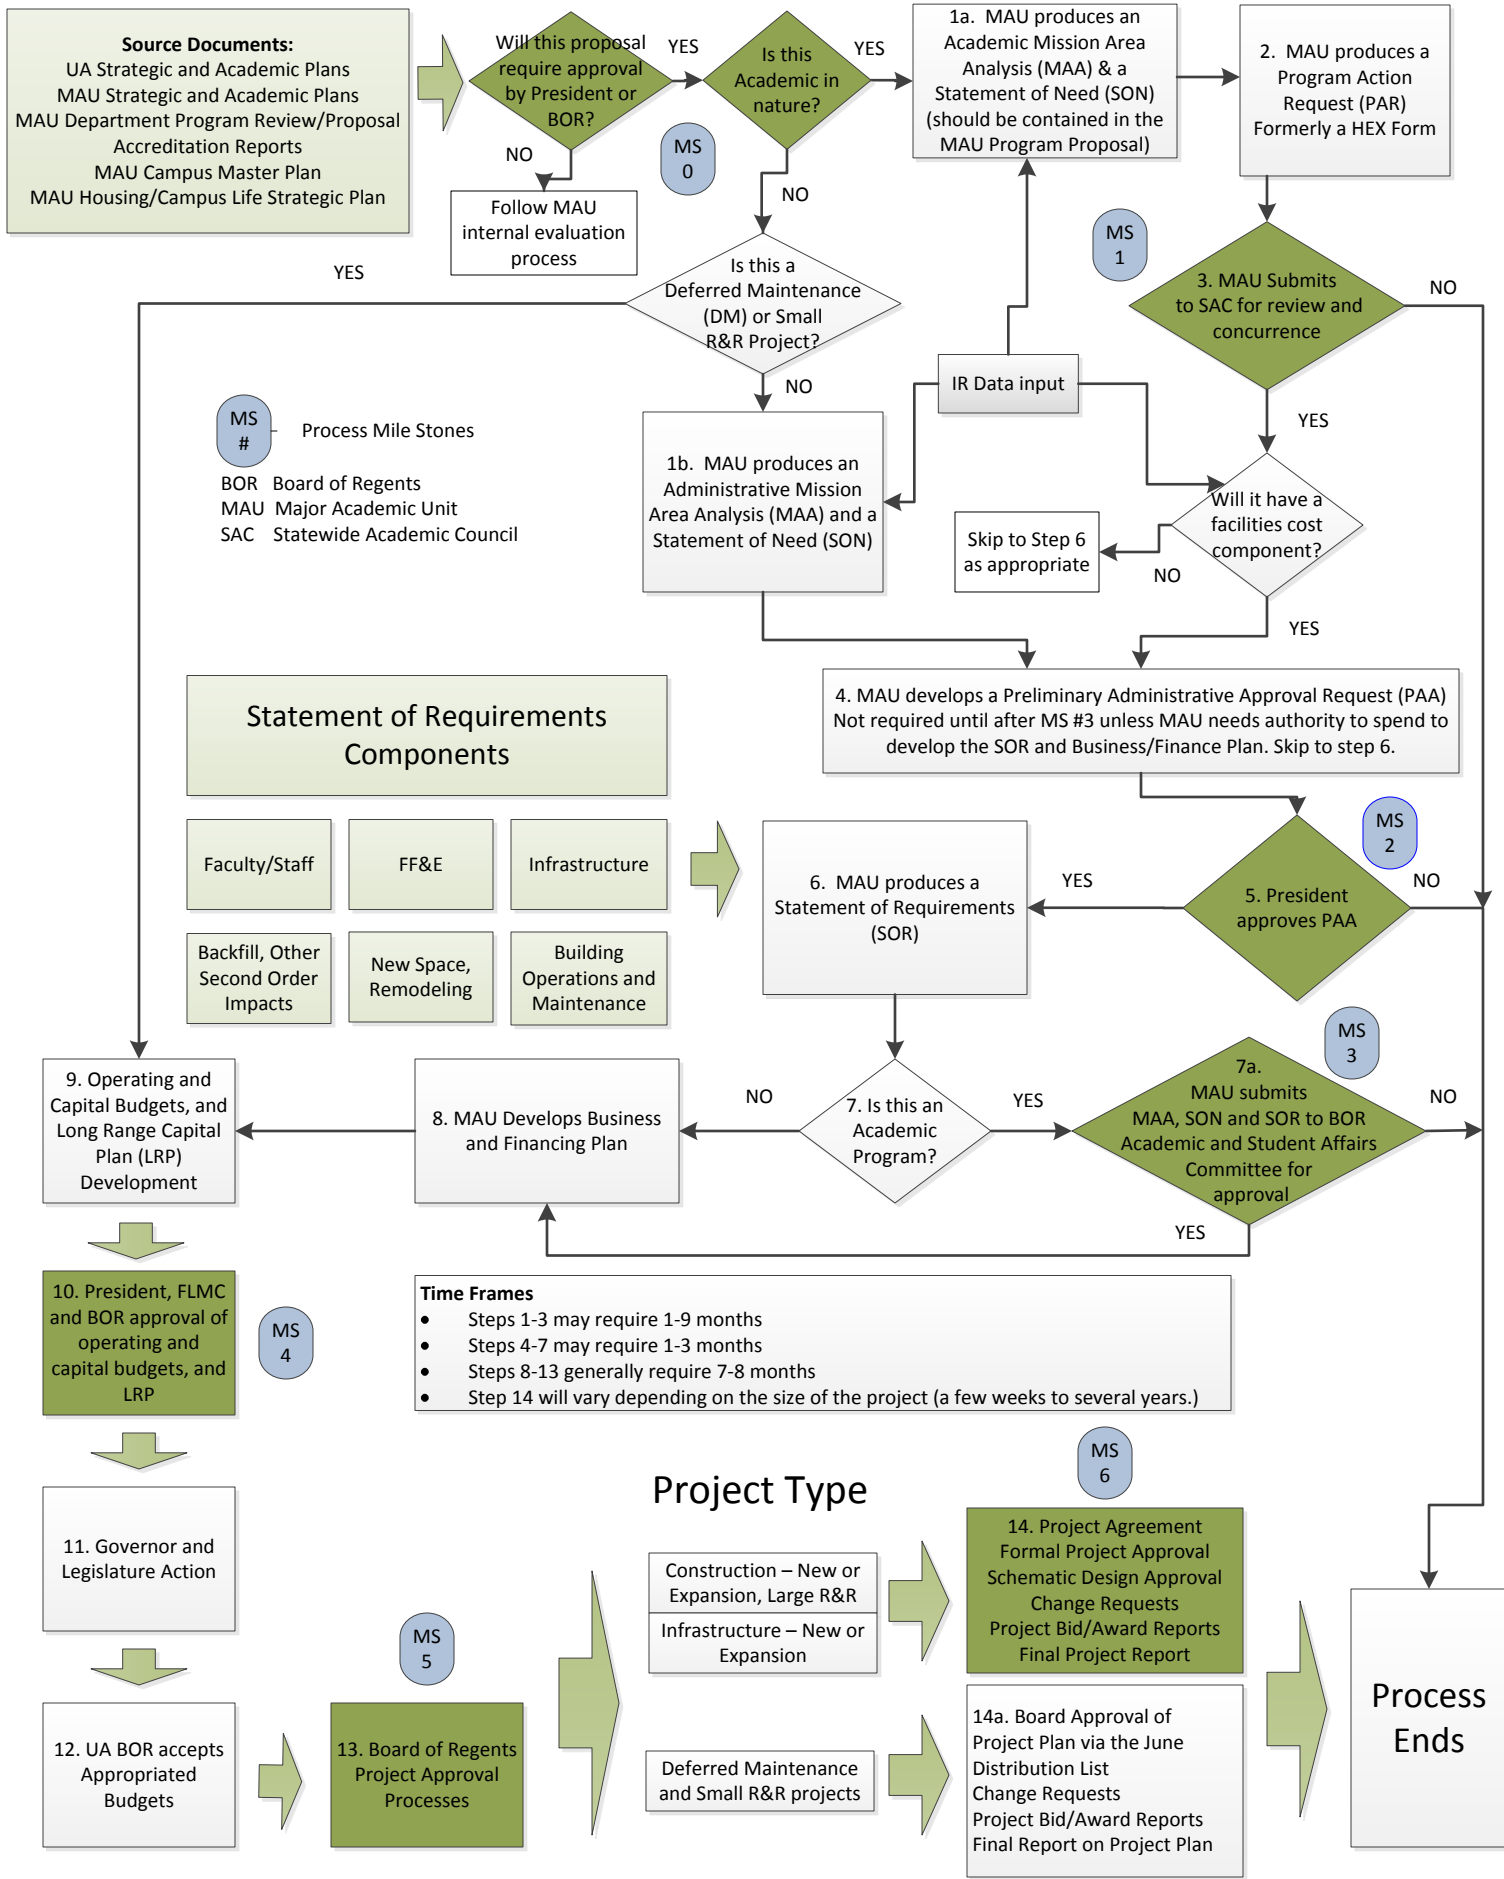 Source Documents:
UA Strategic and Academic Plans
MAU Strategic and Academic Plans
MAU Department Program Review/Proposal
Accreditation Reports
MAU Campus Master Plan
MAU Housing/Campus Life Strategic Plan
Will this proposal
require approval
by President or
BOR?
YES
NO
Follow MAU
internal evaluation
process
MS
0
Is this
Academic in
nature?
YES
NO
1a. MAU produces an
Academic Mission Area
Analysis (MAA) & a
Statement of Need (SON)
(should be contained in the
MAU Program Proposal)
2. MAU produces a
Program Action
Request (PAR)
Formerly a HEX Form
MS
1
3. MAU Submits
to SAC for review and
concurrence
NO
YES
Is this a
Deferred Maintenance
(DM) or Small
R&R Project?
YES
NO
IR Data input
MS
#
Process Mile Stones
BOR Board of Regents
MAU Major Academic Unit
SAC Statewide Academic Council
1b. MAU produces an
Administrative Mission
Area Analysis (MAA) and a
Statement of Need (SON)
Will it have a
facilities cost
component?
NO
Skip to Step 6
as appropriate
YES
4. MAU develops a Preliminary Administrative Approval Request (PAA)
Not required until after MS #3 unless MAU needs authority to spend to
develop the SOR and Business/Finance Plan. Skip to step 6.
Statement of Requirements
Components
Faculty/Staff
FF&E
Infrastructure
Backfill, Other
Second Order
Impacts
New Space,
Remodeling
Building
Operations and
Maintenance
6. MAU produces a
Statement of Requirements
(SOR)
YES
MS
2
5. President
approves PAA
NO
MS
3
9. Operating and
Capital Budgets, and
Long Range Capital
Plan (LRP)
Development
8. MAU Develops Business
and Financing Plan
NO
7. Is this an
Academic
Program?
YES
7a.
MAU submits
MAA, SON and SOR to BOR
Academic and Student Affairs
Committee for
approval
NO
YES
10. President, FLMC
and BOR approval of
operating and
capital budgets, and
LRP
MS
4
Time Frames
• Steps 1-3 may require 1-9 months
• Steps 4-7 may require 1-3 months
• Steps 8-13 generally require 7-8 months
• Step 14 will vary depending on the size of the project (a few weeks to several years.)
MS
6
Project Type
11. Governor and
Legislature Action
MS
5
Construction – New or
Expansion, Large R&R
Infrastructure – New or
Expansion
14. Project Agreement
Formal Project Approval
Schematic Design Approval
Change Requests
Project Bid/Award Reports
Final Project Report
12. UA BOR accepts
Appropriated
Budgets
13. Board of Regents
Project Approval
Processes
Deferred Maintenance
and Small R&R projects
14a. Board Approval of
Project Plan via the June
Distribution List
Change Requests
Project Bid/Award Reports
Final Report on Project Plan
Process
Ends